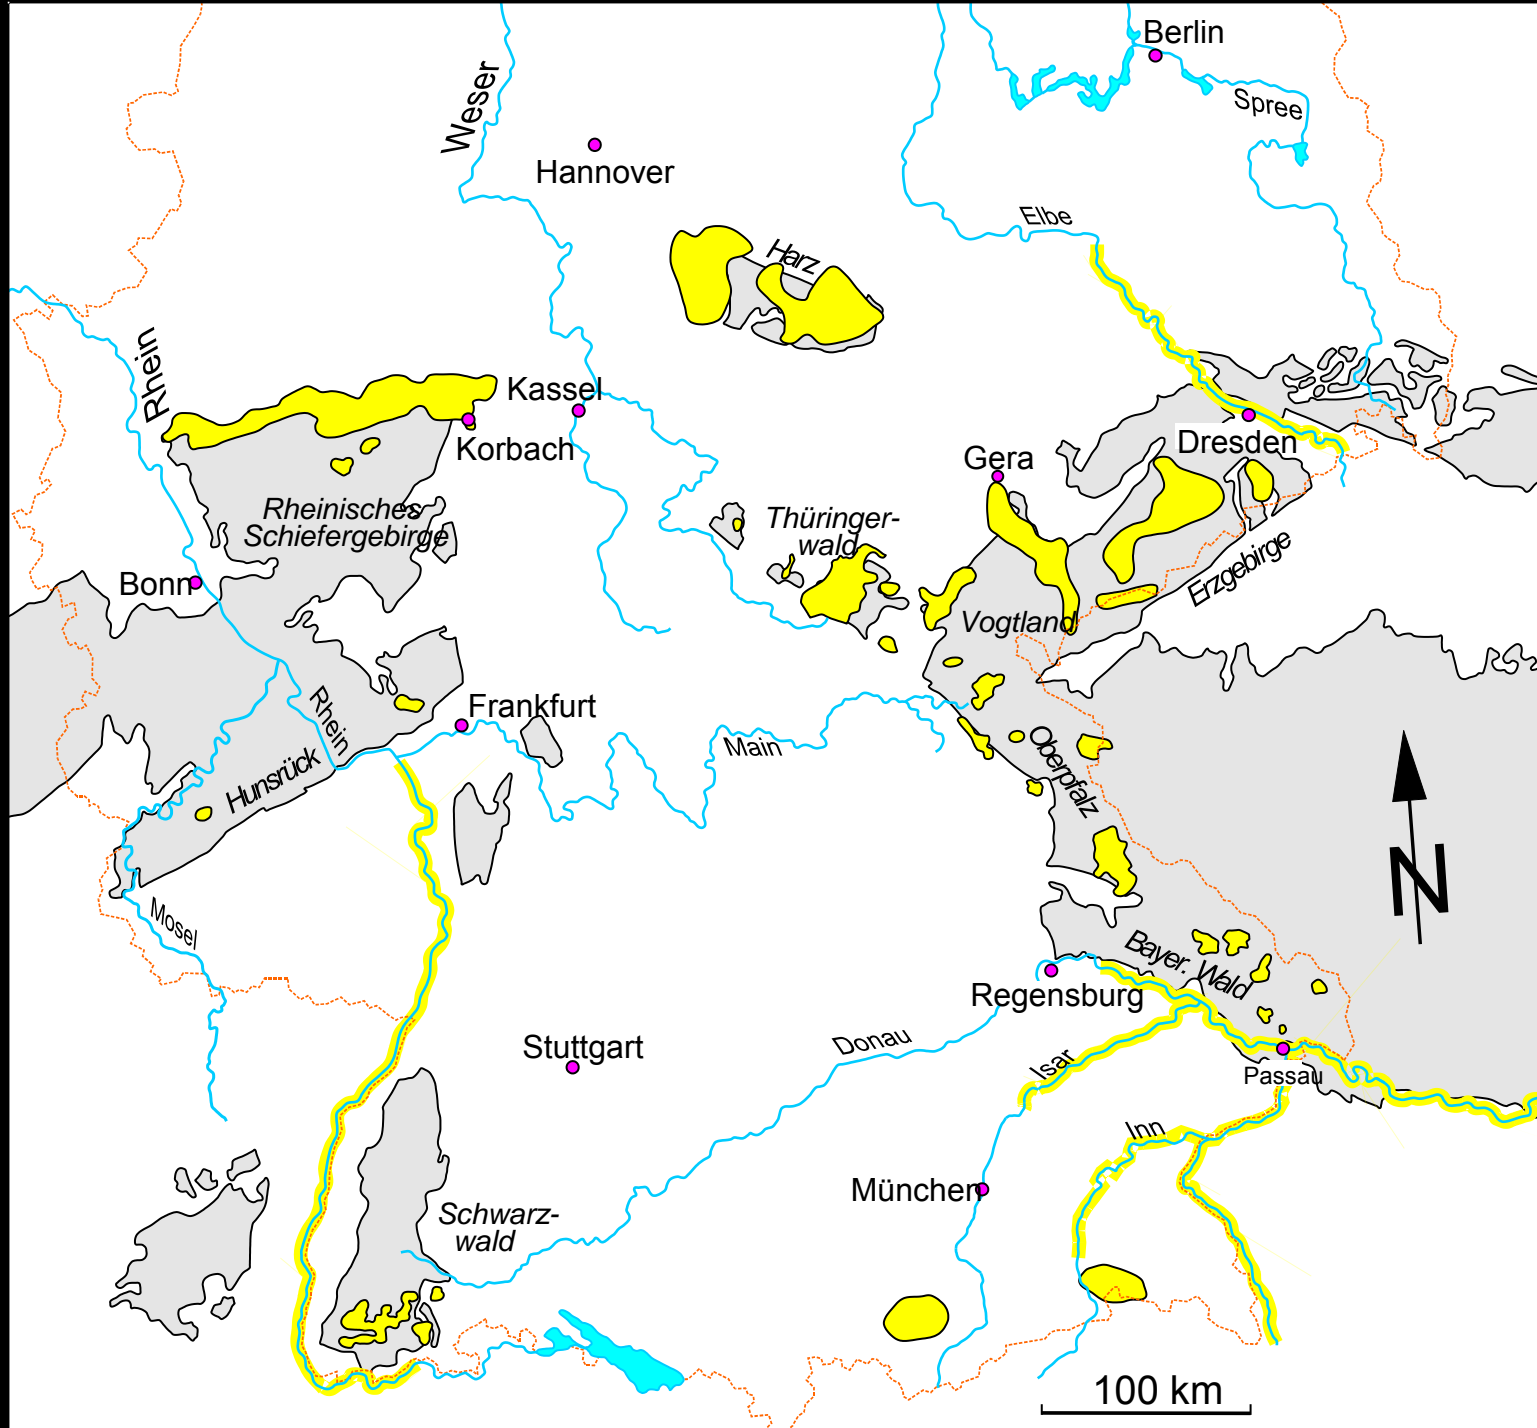 Berlin
Weser
Spree
Hannover
Elbe
Harz
Rhein
Kassel
Korbach
Dresden
Gera
Rheinisches
Schiefergebirge
Thüringer-
wald
Erzgebirge
Bonn
Vogtland
Rhein
Frankfurt
Main
Oberpfalz
Hunsrück
N
Mosel
Bayer. Wald
Regensburg
Donau
Stuttgart
Isar
Passau
Inn
München
Schwarz-
wald
100 km